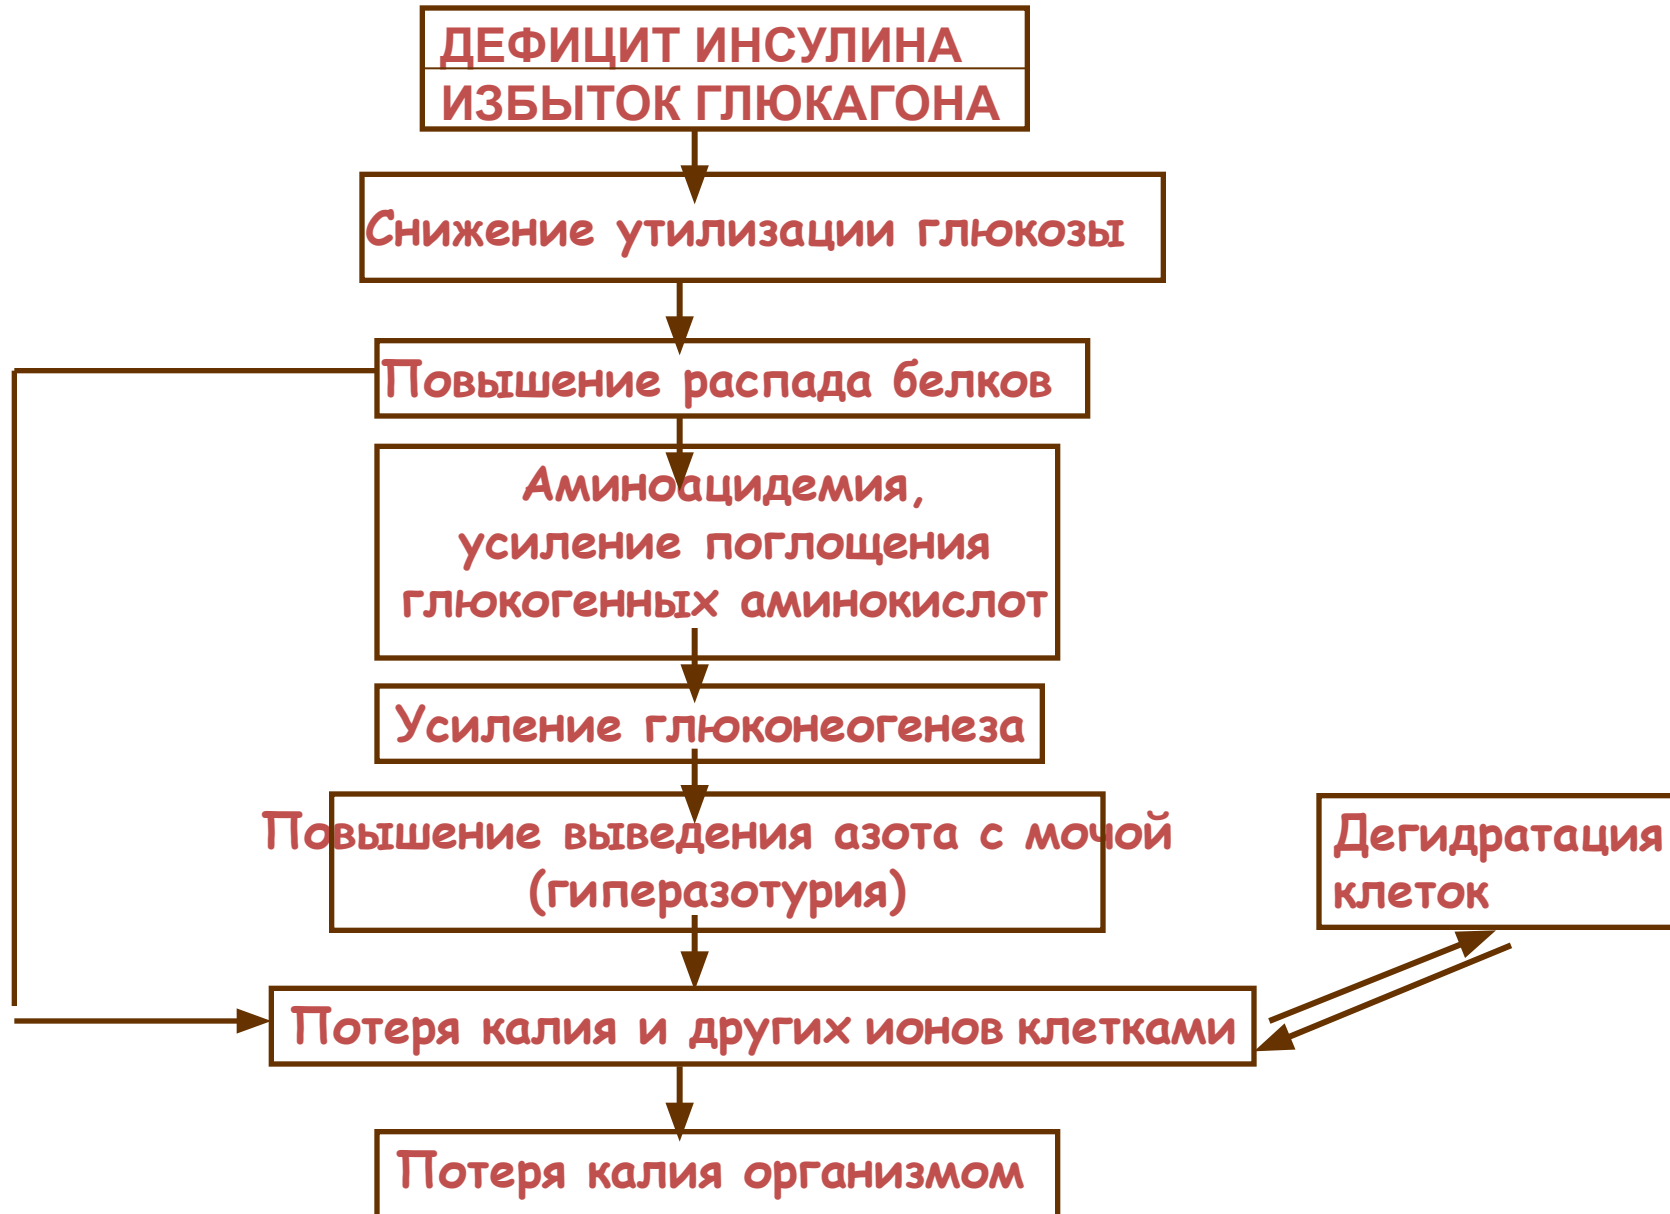 ДЕФИЦИТ ИНСУЛИНА
ИЗБЫТОК ГЛЮКАГОНА
Снижение утилизации глюкозы
Повышение распада белков
Аминоацидемия,
усиление поглощения
глюкогенных аминокислот
Усиление глюконеогенеза
Повышение выведения азота с мочой
(гиперазотурия)
Дегидратация
клеток
Потеря калия и других ионов клетками
Потеря калия организмом